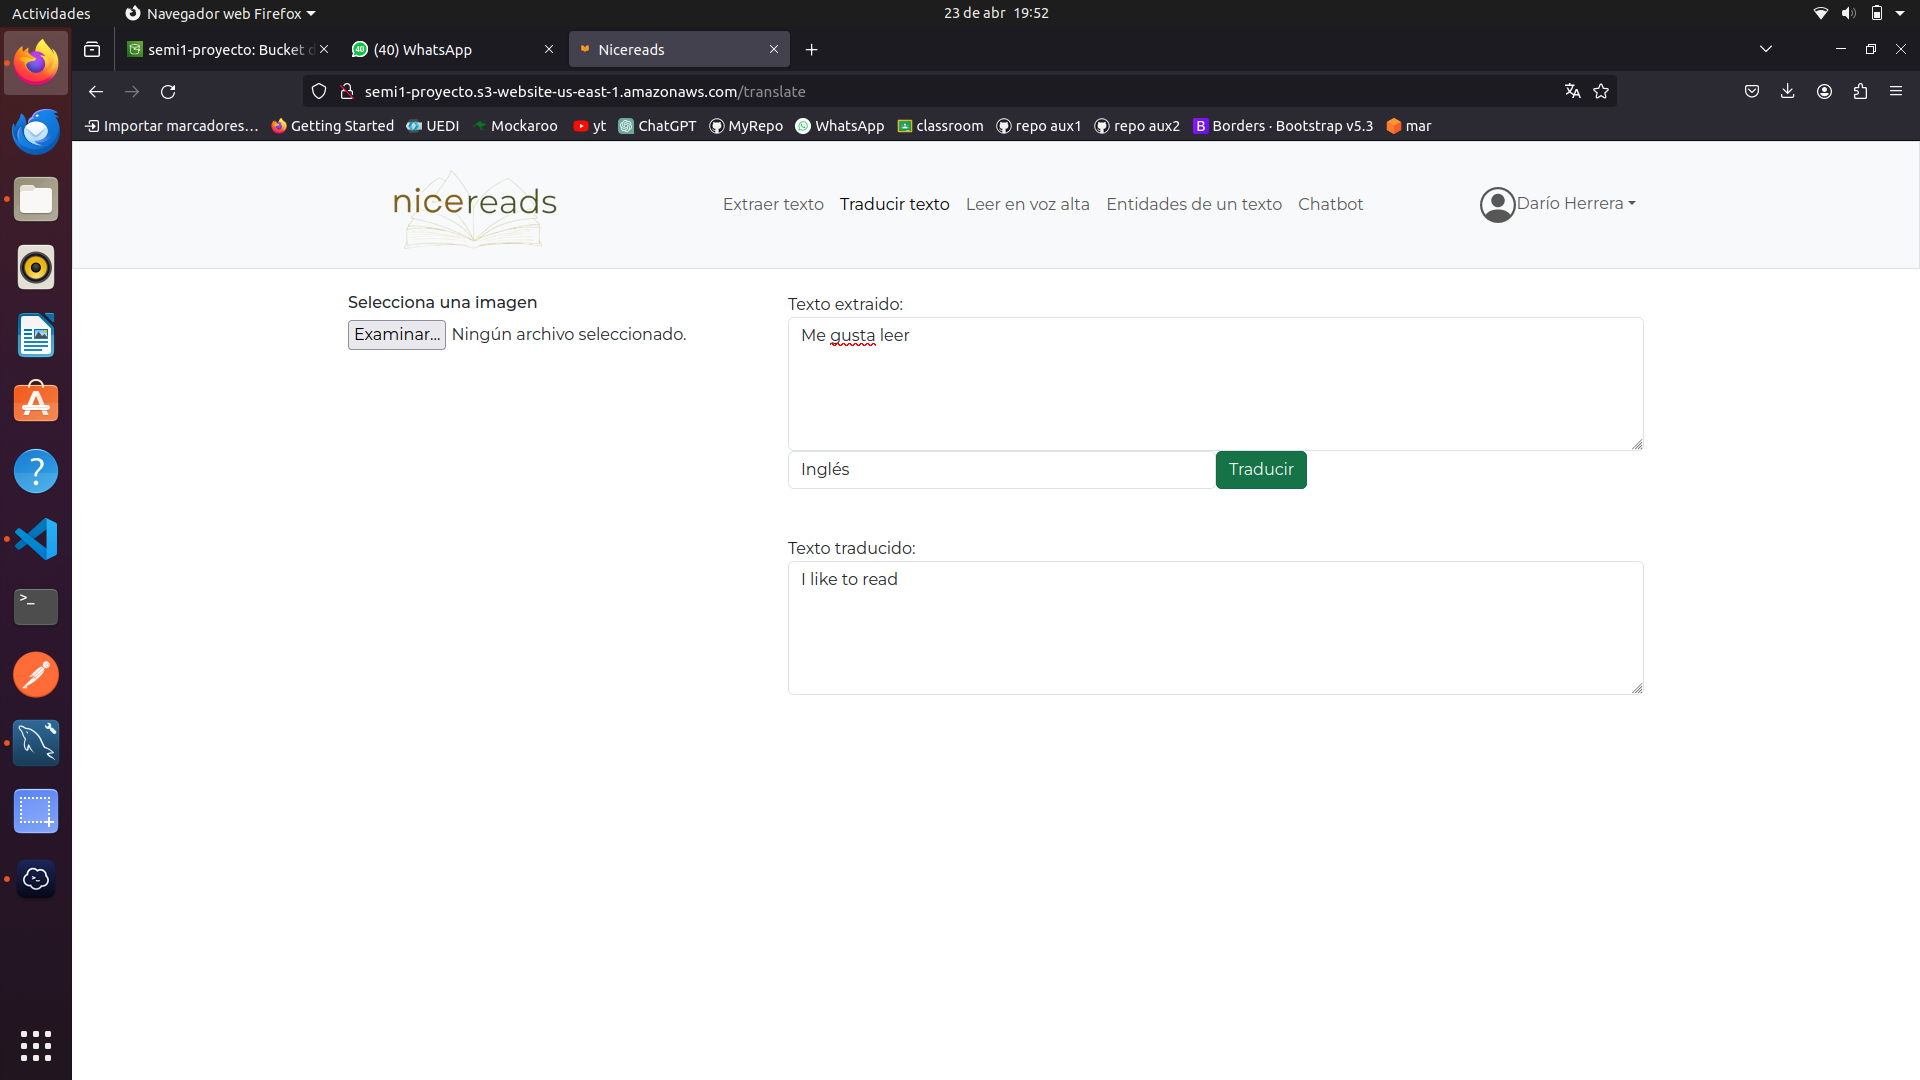 Actividades
Navegador web Firefox
23 de abr 19:52
semi1-proyecto: Bucket d
(40) WhatsApp
Nicereads
semi1-proyecto.s3-website-us-east-1.amazonaws.com/translate
Importar marcadores...
Getting Started
UEDI
Mockaroo
yt
ChatGPT
MyRepo
WhatsApp
classroom
repo aux1
repo aux2
Borders · Bootstrap v5.3
mar
nicereads
Extraer texto
Traducir texto
Leer en voz alta
Entidades de un texto
Chatbot
Darío Herrera
Selecciona una imagen
Examinar... Ningún archivo seleccionado.
Texto extraido:
Me gusta leer
Inglés
Traducir
Texto traducido:
I like to read